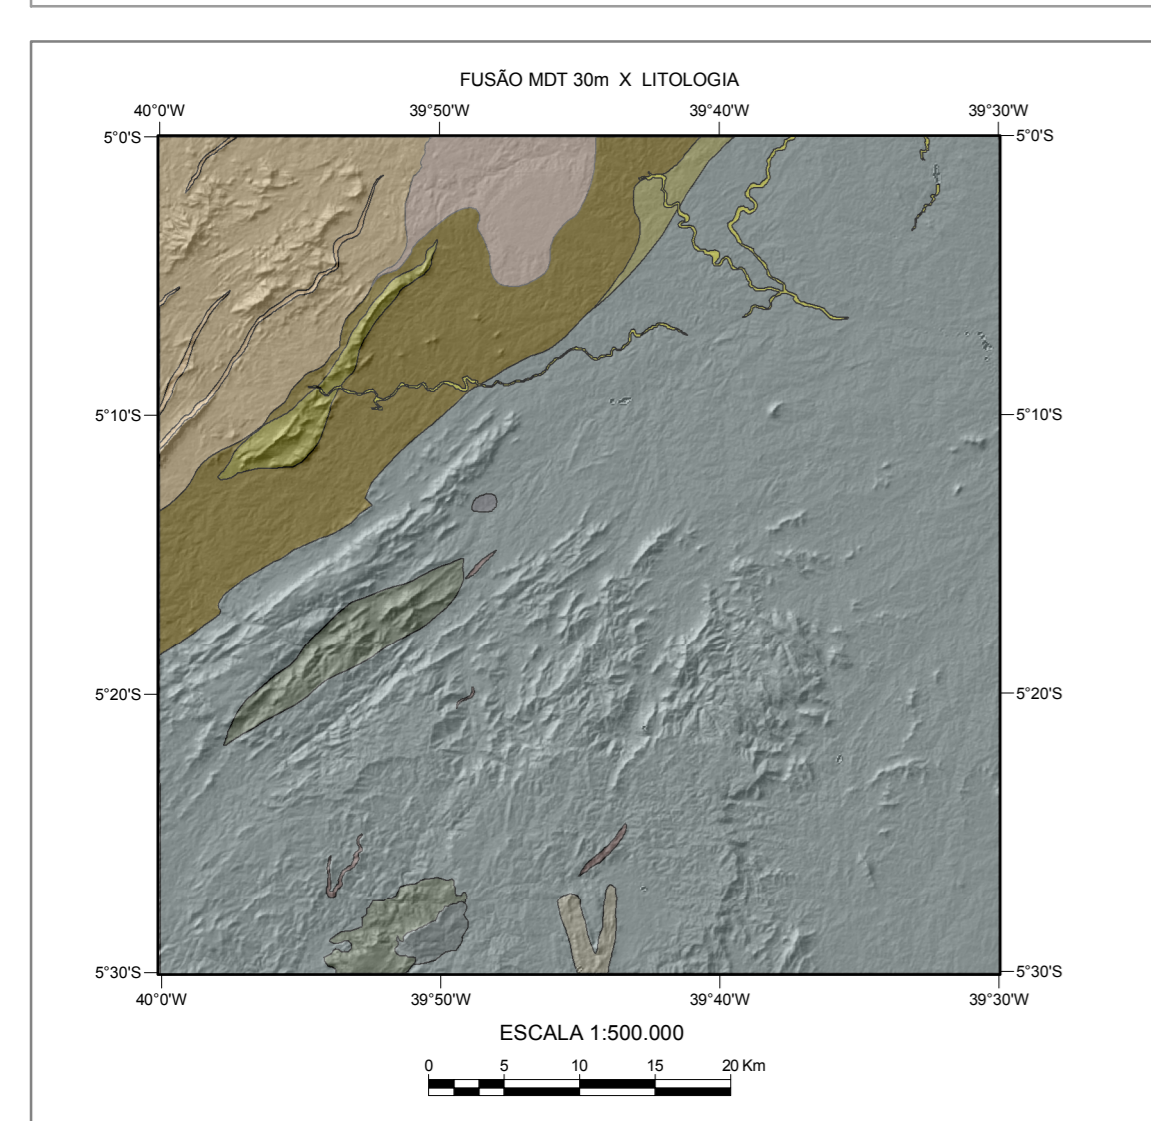 FUSÃO MDT 30m X LITOLOGIA
40°0'W 39°50'W 39°40'W 39°30'W
5°0'S 5°0'S
5°10'S 5°10'S
5°20'S 5°20'S
5°30'S 5°30'S
40°0'W 39°50'W 39°40'W 39°30'W
ESCALA 1:500.000
0 5 10 15 20 Km